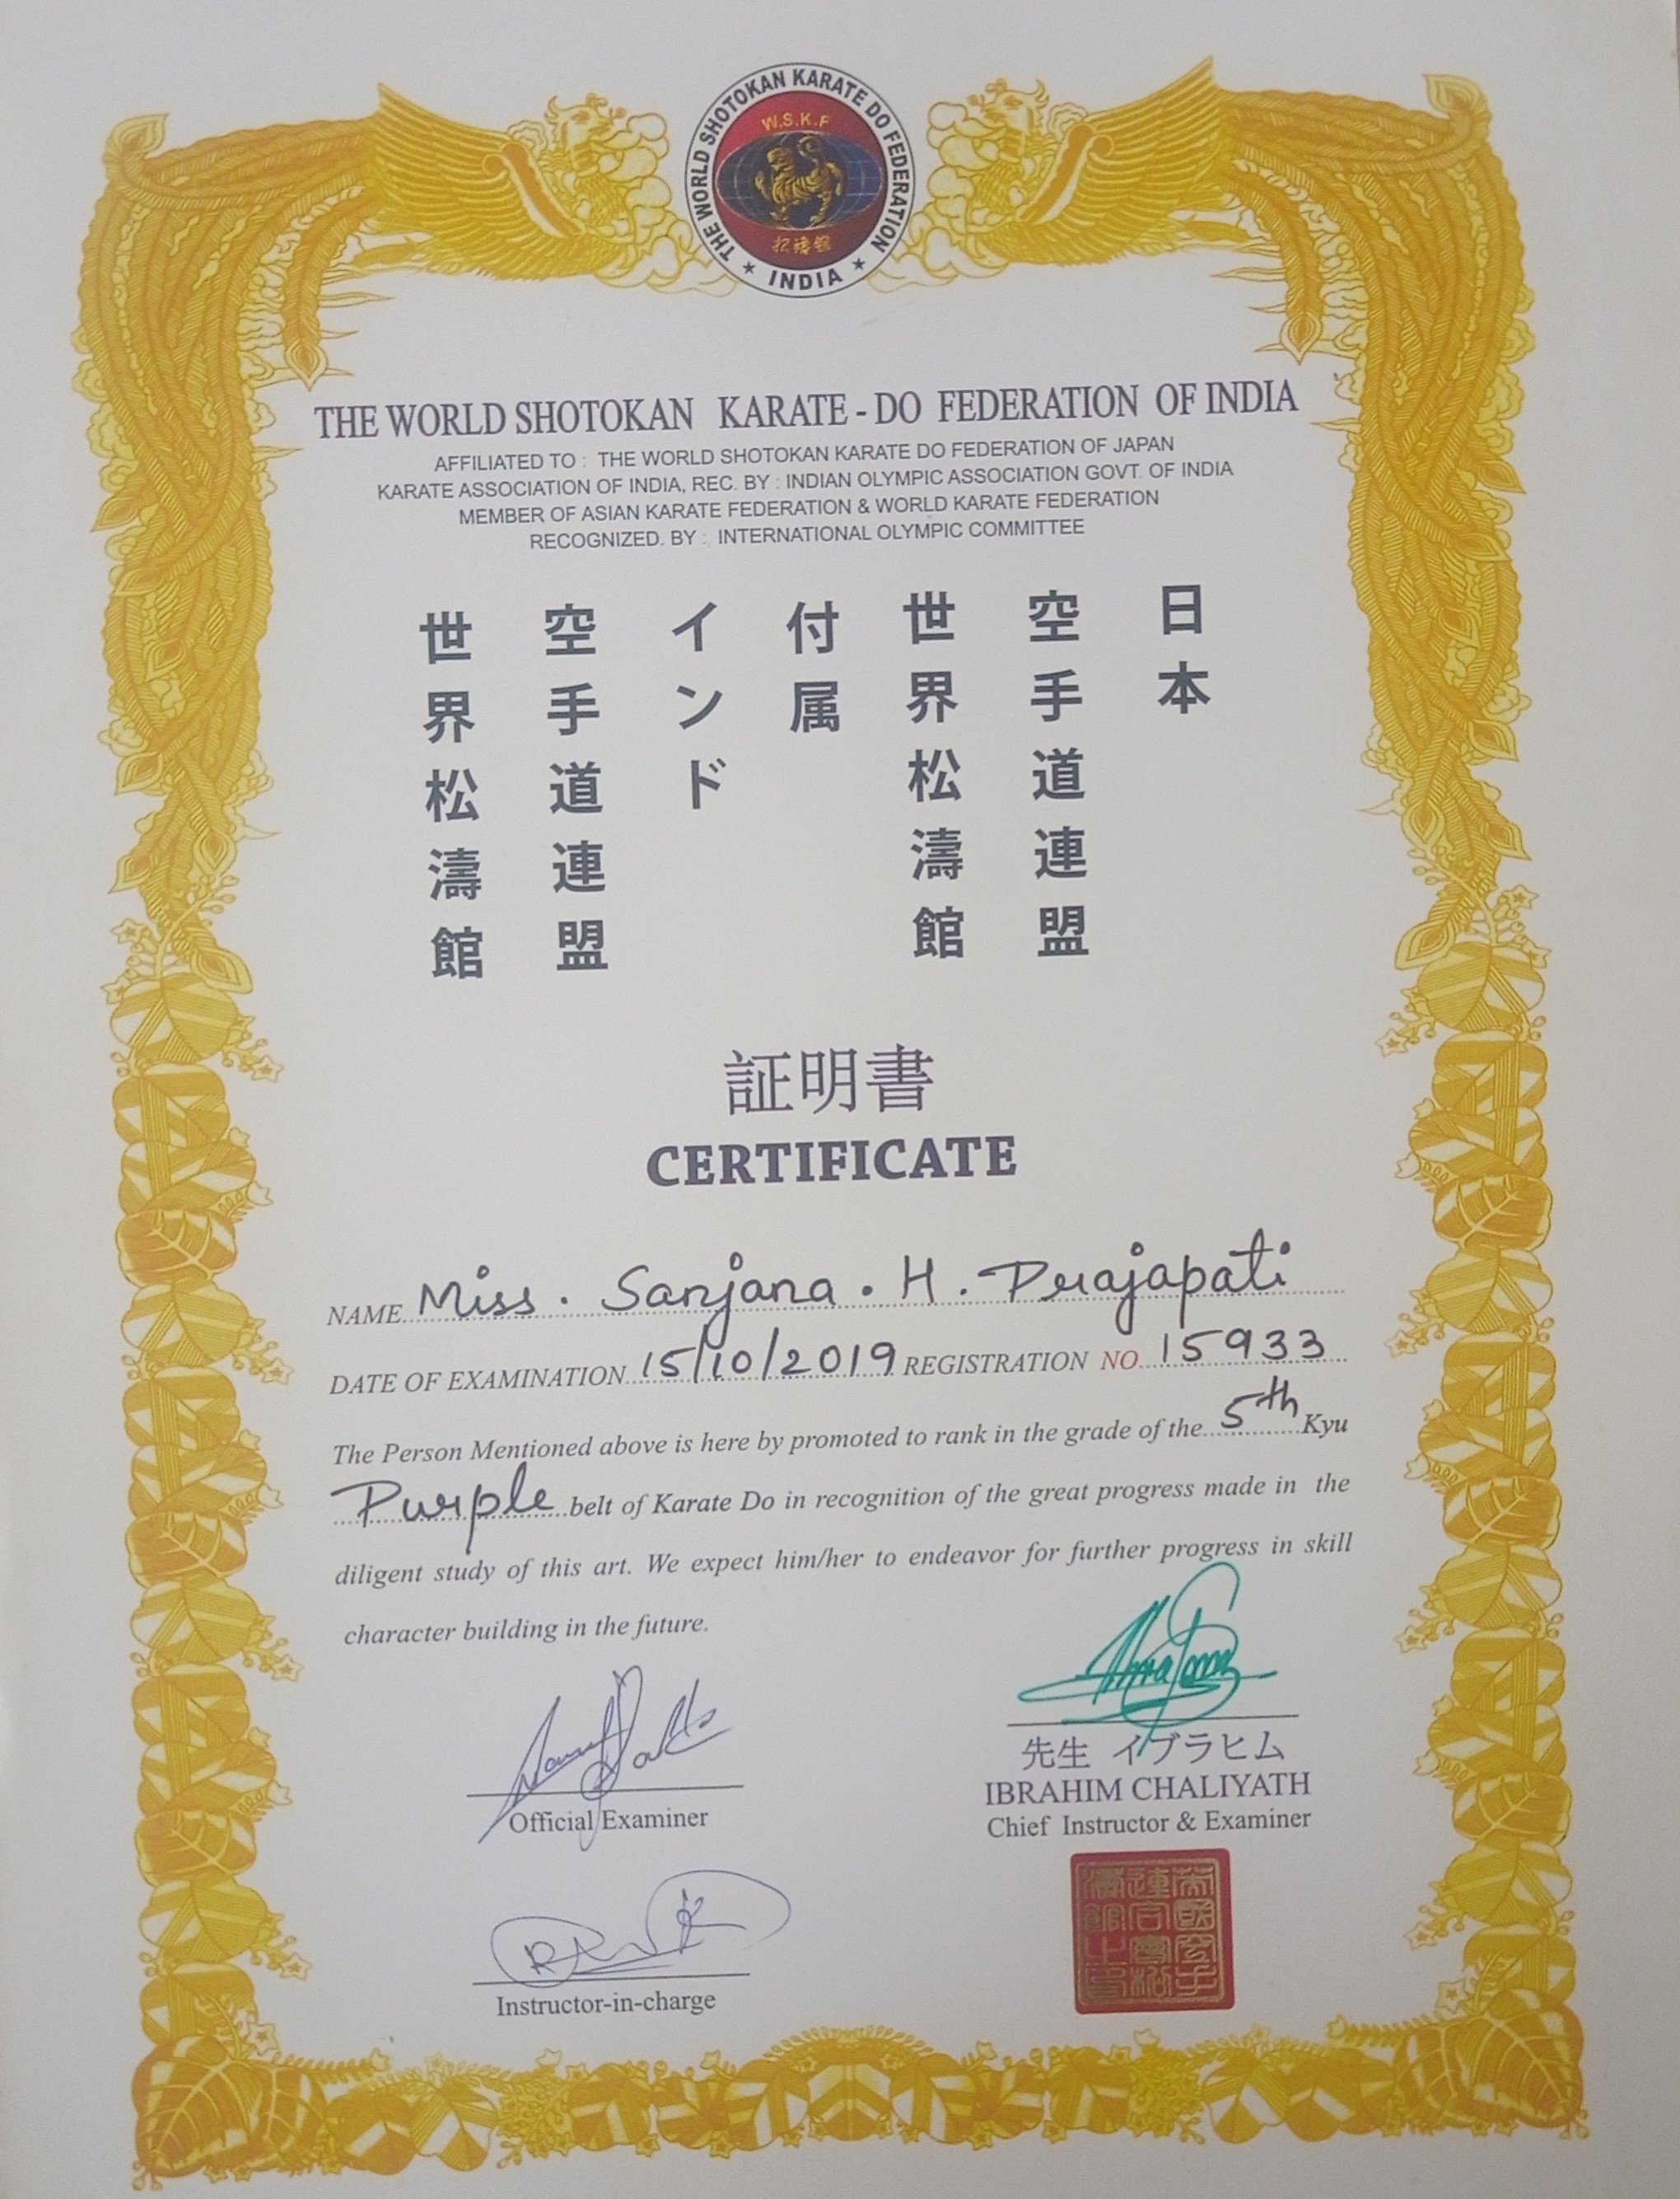 THE WORLD SHOTOKAN KARATE DO FEDERATION
★ INDIA ★
W.S.K.F
THE WORLD SHOTOKAN KARATE - DO FEDERATION OF INDIA
AFFILIATED TO : THE WORLD SHOTOKAN KARATE DO FEDERATION OF JAPAN
KARATE ASSOCIATION OF INDIA, REC. BY : INDIAN OLYMPIC ASSOCIATION GOVT. OF INDIA
MEMBER OF ASIAN KARATE FEDERATION & WORLD KARATE FEDERATION
RECOGNIZED. BY : INTERNATIONAL OLYMPIC COMMITTEE
日本
空手道連盟
世界松濤館
付属
インド
空手道連盟
世界松濤館
証明書
CERTIFICATE
NAME Miss. Sanjana. H. Prajapati
DATE OF EXAMINATION 15/10/2019 REGISTRATION NO. 15933
The Person Mentioned above is here by promoted to rank in the grade of the 5th Kyu
Purple belt of Karate Do in recognition of the great progress made in the
diligent study of this art. We expect him/her to endeavor for further progress in skill
character building in the future.
先生 イブラヒム
IBRAHIM CHALIYATH
Chief Instructor & Examiner
Official Examiner
Instructor-in-charge